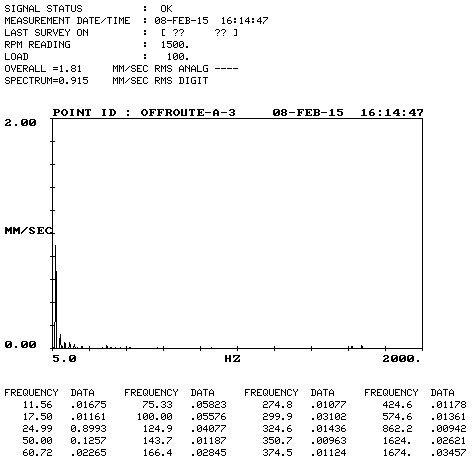 SIGNAL STATUS : OK
MEASUREMENT DATE/TIME : 08-FEB-15 16:14:47
LAST SURVEY ON : [ ?? ?? ]
RPM READING : 1500.
LOAD : 100.
OVERALL =1.81 MM/SEC RMS ANALG ----
SPECTRUM=0.915 MM/SEC RMS DIGIT
POINT ID : OFFROUTE-A-3 08-FEB-15 16:14:47
2.00
MM/SEC
0.00
5.0 HZ 2000.
FREQUENCY DATA FREQUENCY DATA FREQUENCY DATA FREQUENCY DATA
11.56 .01675 75.33 .05823 274.8 .01077 424.6 .01178
17.50 .01161 100.00 .05576 299.9 .03102 574.6 .01361
24.99 0.8993 124.9 .04077 324.6 .01436 862.2 .00942
50.00 0.1257 143.7 .01187 350.7 .00963 1624. .02621
60.72 .02265 166.4 .02845 374.5 .01124 1674. .03457